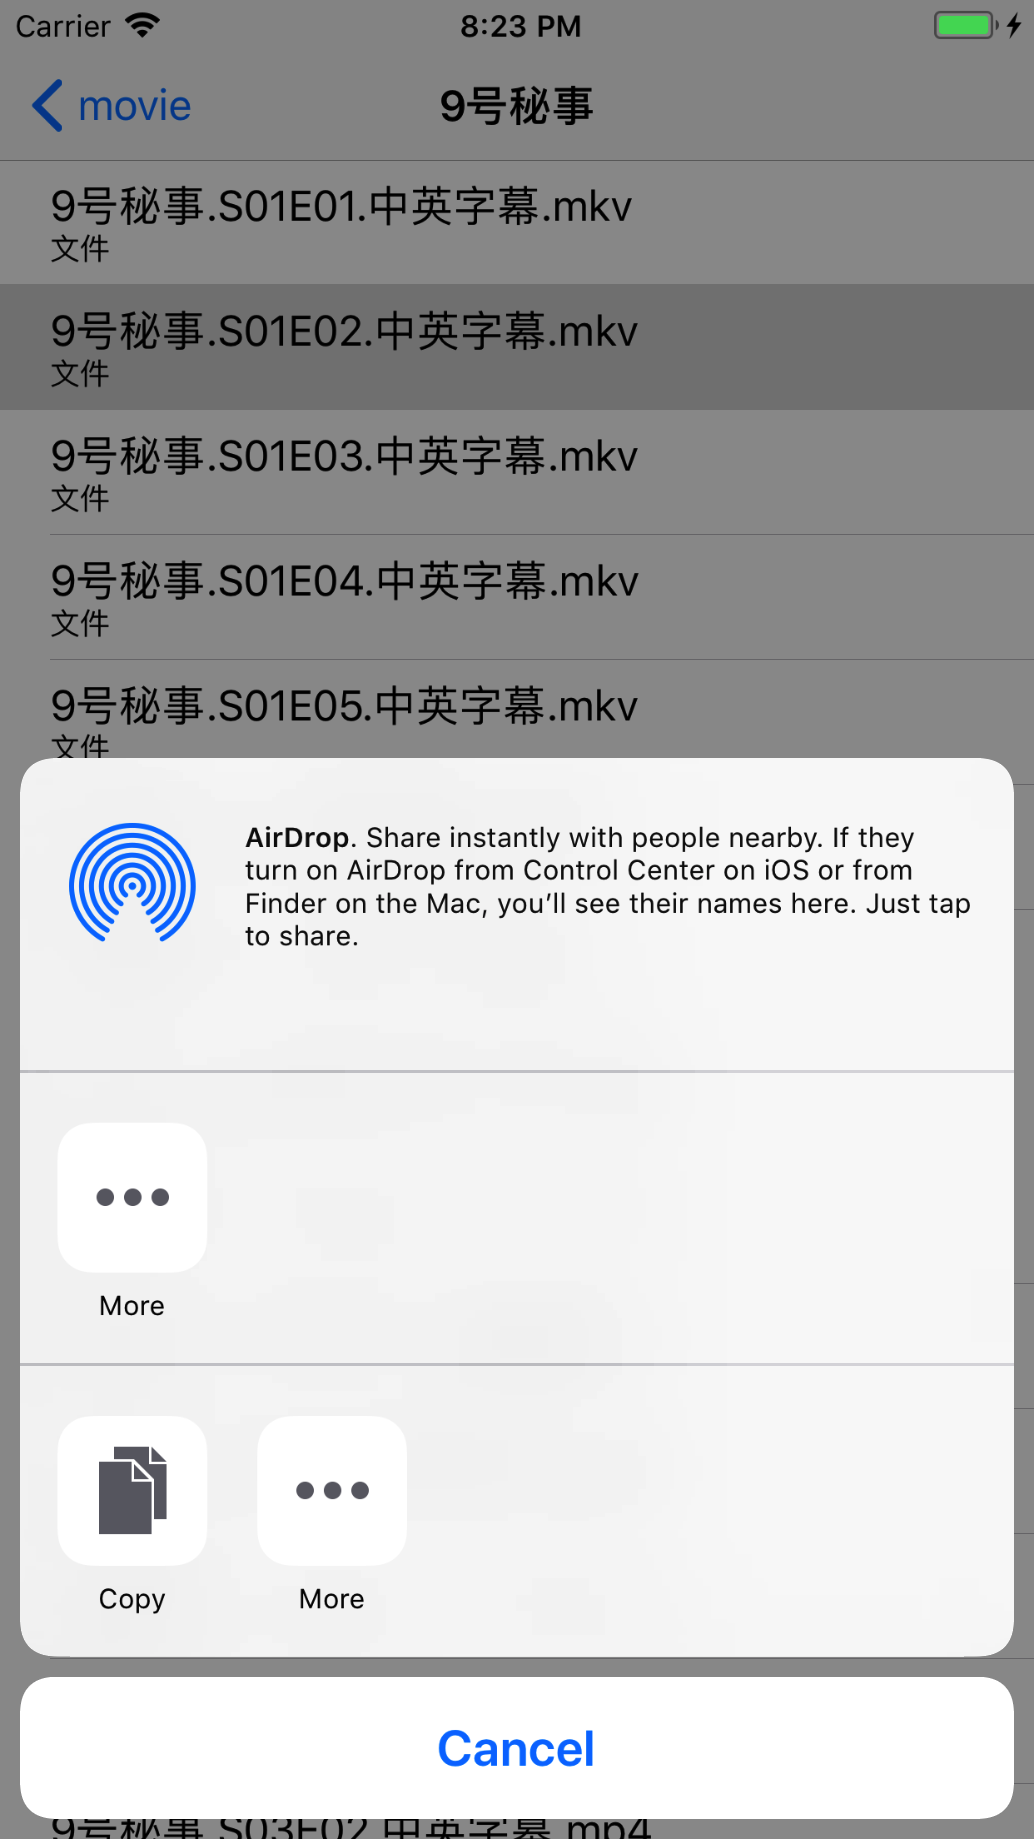 Carrier 8:23 PM
movie 9号秘事
9号秘事.S01E01.中英字幕.mkv
文件
9号秘事.S01E02.中英字幕.mkv
文件
9号秘事.S01E03.中英字幕.mkv
文件
9号秘事.S01E04.中英字幕.mkv
文件
9号秘事.S01E05.中英字幕.mkv
文件
AirDrop. Share instantly with people nearby. If they
turn on AirDrop from Control Center on iOS or from
Finder on the Mac, you’ll see their names here. Just tap
to share.
More
Copy More
Cancel
9号秘事.S03E02.中英字幕.mp4